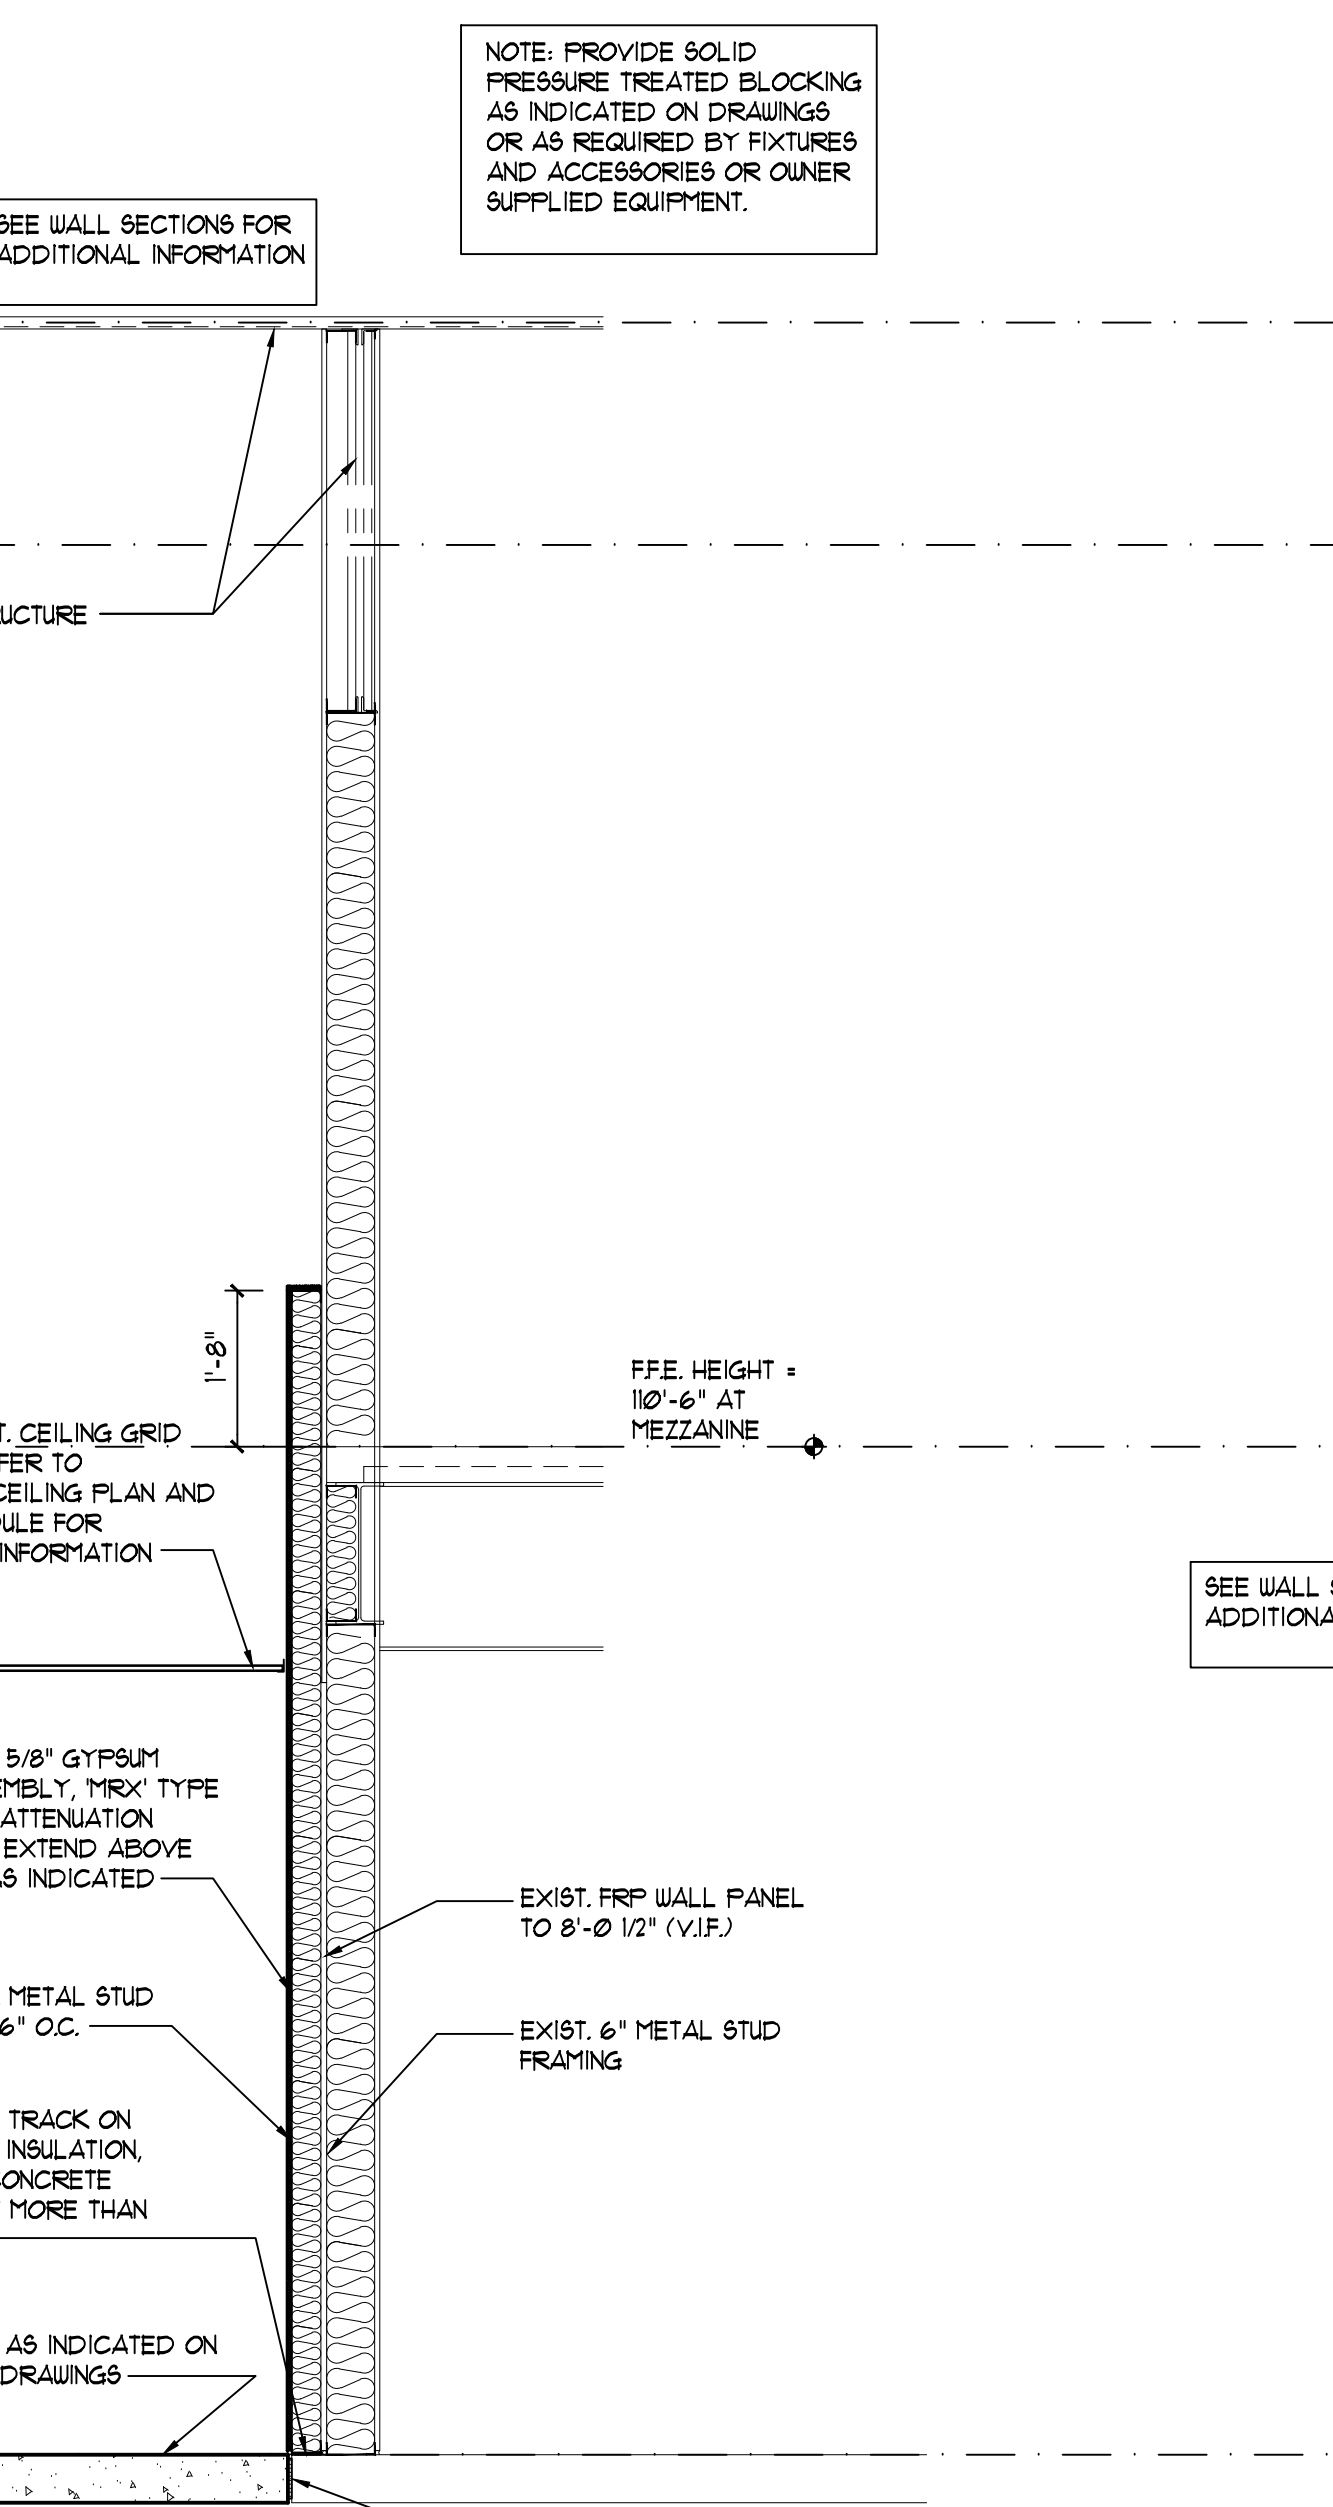 NOTE: PROVIDE SOLID
PRESSURE TREATED BLOCKING
AS INDICATED ON DRAWINGS
OR AS REQUIRED BY FIXTURES
AND ACCESSORIES OR OWNER
SUPPLIED EQUIPMENT.
SEE WALL SECTIONS FOR
ADDITIONAL INFORMATION
UCTURE
1'-8"
F.F.E. HEIGHT =
110'-6" AT
MEZZANINE
T. CEILING GRID
FER TO
CEILING PLAN AND
DULE FOR
INFORMATION
SEE WALL
ADDITIONA
5/8" GYPSUM
EMBLY, 'MRX' TYPE
ATTENUATION
EXTEND ABOVE
AS INDICATED
EXIST. FRP WALL PANEL
TO 8'-0 1/2" (V.I.F.)
METAL STUD
6" O.C.
EXIST. 6" METAL STUD
FRAMING
TRACK ON
INSULATION,
CONCRETE
MORE THAN
AS INDICATED ON
DRAWINGS